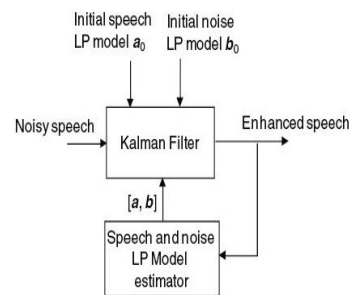 Initial speech
LP model a₀
Initial noise
LP model b₀
Noisy speech
Kalman Filter
Enhanced speech
[a, b]
Speech and noise
LP Model
estimator